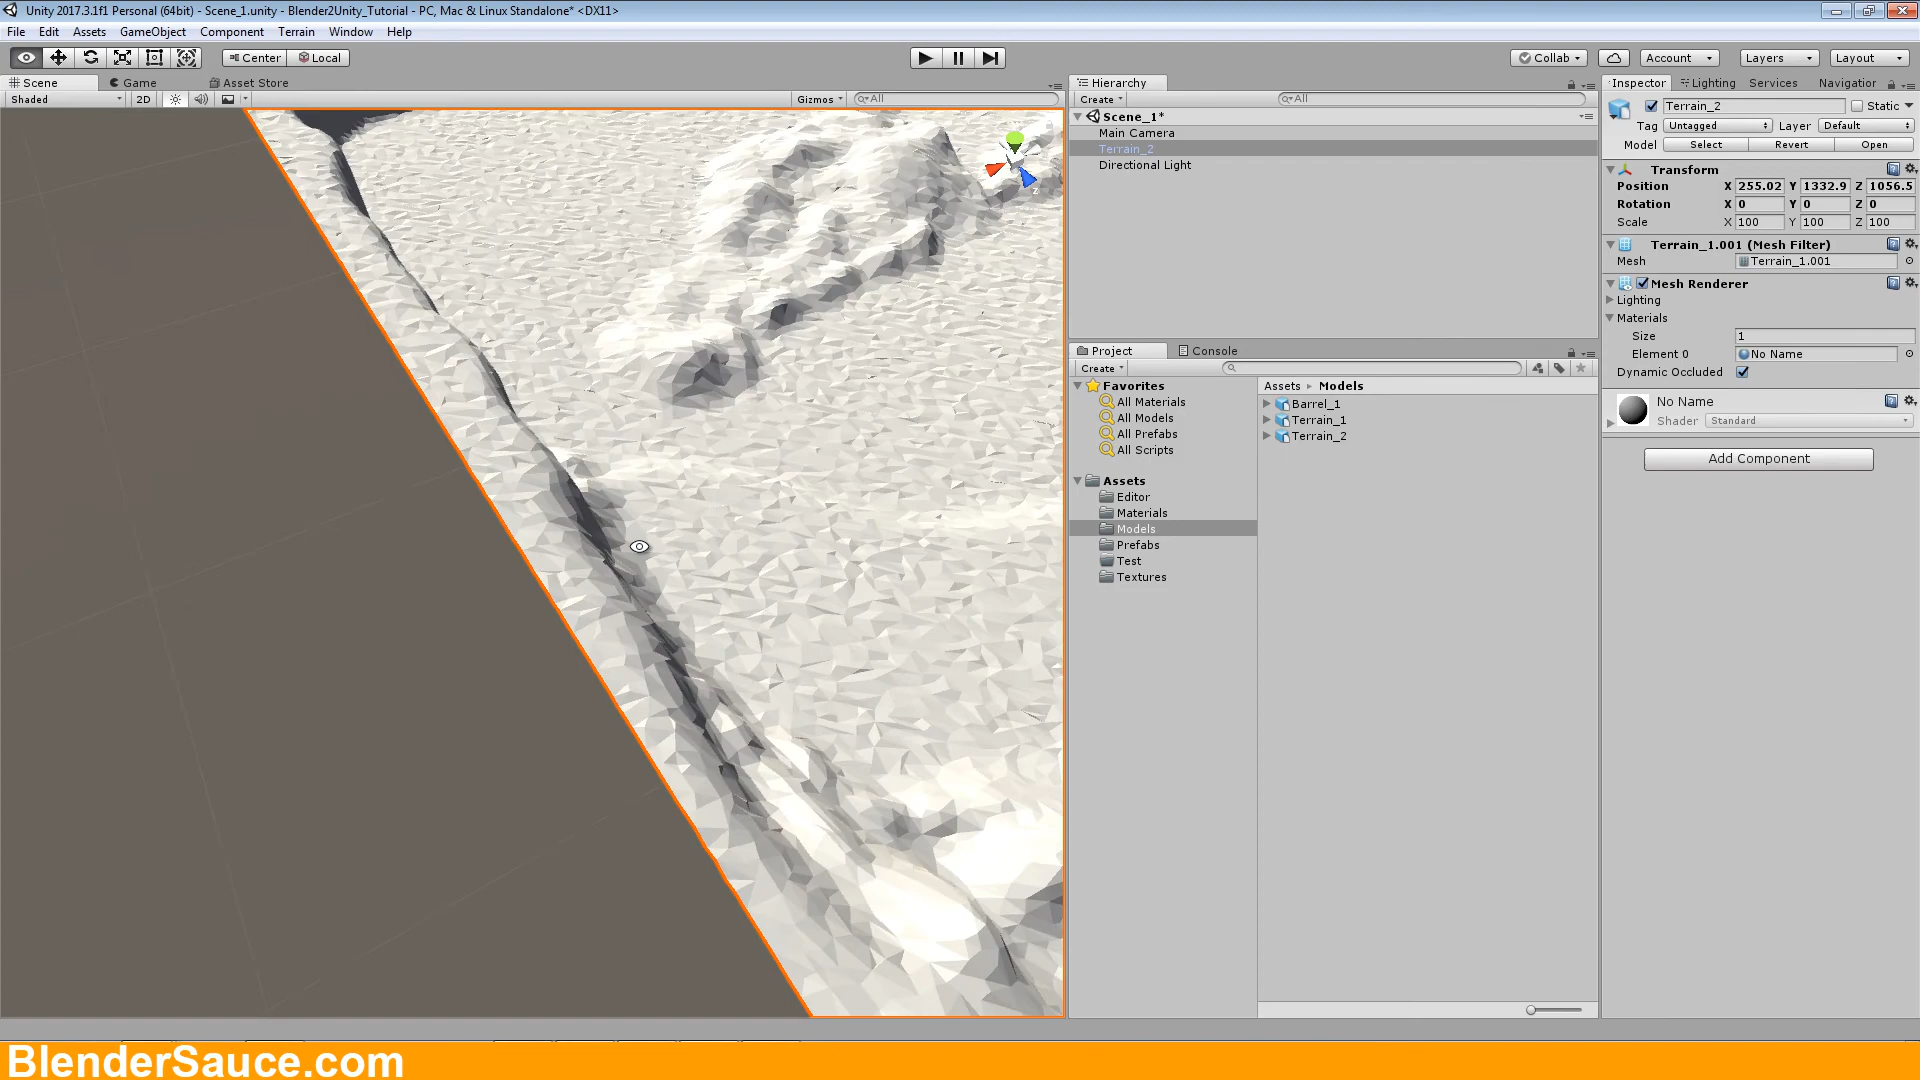 Unity 2017.3.1f1 Personal (64bit) - Scene_1.unity - Blender2Unity_Tutorial - PC, Mac & Linux Standalone* <DX11>
File Edit Assets GameObject Component Terrain Window Help
Center Local Collab Account Layers Layout
Scene Game Asset Store
Shaded 2D Gizmos All
Hierarchy
Create All
Scene_1*
Main Camera
Terrain_2
Directional Light
Project Console
Create
Favorites
All Materials
All Models
All Prefabs
All Scripts
Assets
Editor
Materials
Models
Prefabs
Test
Textures
Assets Models
Barrel_1
Terrain_1
Terrain_2
Inspector Lighting Services Navigation
Terrain_2 Static
Tag Untagged Layer Default
Model Select Revert Open
Transform
Position X 255.02 Y 1332.9 Z 1056.5
Rotation X 0 Y 0 Z 0
Scale X 100 Y 100 Z 100
Terrain_1.001 (Mesh Filter)
Mesh Terrain_1.001
Mesh Renderer
Lighting
Materials
Size 1
Element 0 No Name
Dynamic Occluded
No Name
Shader Standard
Add Component
BlenderSauce.com